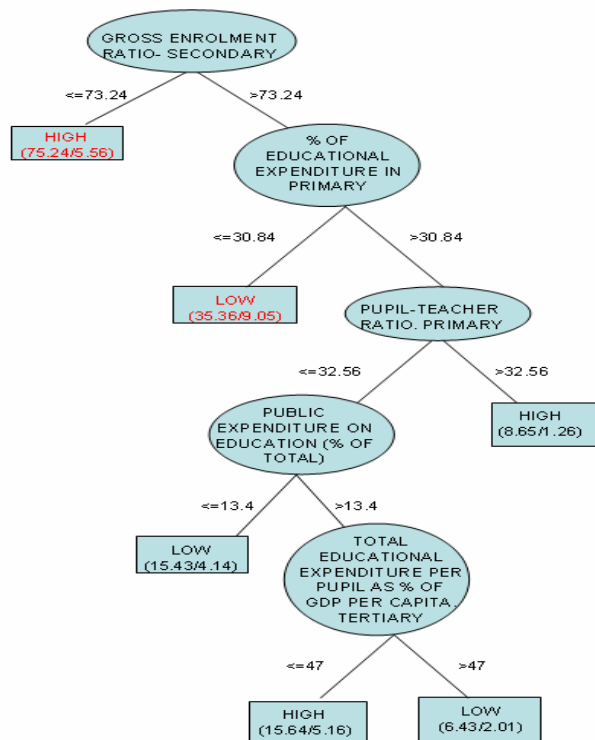 GROSS ENROLMENT
RATIO- SECONDARY
<=73.24
>73.24
HIGH
(75.24/5.56)
% OF
EDUCATIONAL
EXPENDITURE IN
PRIMARY
<=30.84
>30.84
LOW
(35.36/9.05)
PUPIL-TEACHER
RATIO. PRIMARY
<=32.56
>32.56
PUBLIC
EXPENDITURE ON
EDUCATION (% OF
TOTAL)
HIGH
(8.65/1.26)
<=13.4
>13.4
LOW
(15.43/4.14)
TOTAL
EDUCATIONAL
EXPENDITURE PER
PUPIL AS % OF
GDP PER CAPITA.
TERTIARY
<=47
>47
HIGH
(15.64/5.16)
LOW
(6.43/2.01)